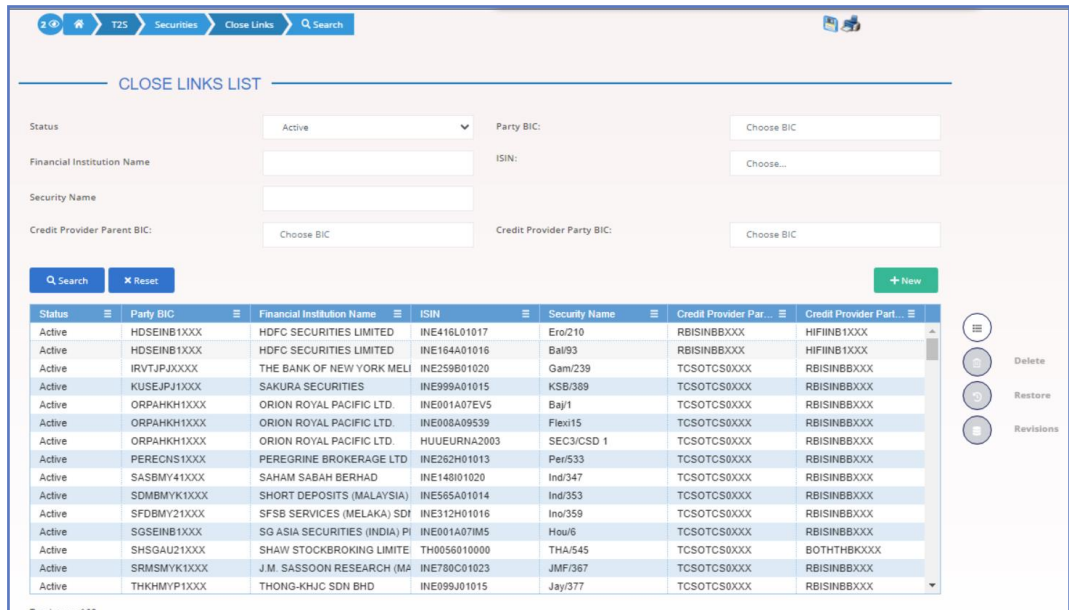 2 T2S Securities Close Links Search
CLOSE LINKS LIST
Status Active Party BIC: Choose BIC
Financial Institution Name ISIN: Choose...
Security Name
Credit Provider Parent BIC: Choose BIC Credit Provider Party BIC: Choose BIC
Search Reset New
Status Party BIC Financial Institution Name ISIN Security Name Credit Provider Par... Credit Provider Part...
Active HDSEINB1XXX HDFC SECURITIES LIMITED INE416L01017 Ero/210 RBISINBBXXX HIFIINB1XXX
Active HDSEINB1XXX HDFC SECURITIES LIMITED INE164A01016 Bal/93 RBISINBBXXX HIFIINB1XXX
Active IRVTJPJXXXX THE BANK OF NEW YORK MELL INE259B01020 Gam/239 TCSOTCS0XXX RBISINBBXXX
Active KUSEJPJ1XXX SAKURA SECURITIES INE999A01015 KSB/389 TCSOTCS0XXX RBISINBBXXX
Active ORPAHKH1XXX ORION ROYAL PACIFIC LTD. INE001A07EV5 Baj/1 TCSOTCS0XXX RBISINBBXXX
Active ORPAHKH1XXX ORION ROYAL PACIFIC LTD. INE008A09539 Flexi15 TCSOTCS0XXX RBISINBBXXX
Active ORPAHKH1XXX ORION ROYAL PACIFIC LTD. HUUEURNA2003 SEC3/CSD 1 TCSOTCS0XXX RBISINBBXXX
Active PERECNS1XXX PEREGRINE BROKERAGE LTD INE262H01013 Per/533 TCSOTCS0XXX RBISINBBXXX
Active SASBMY41XXX SAHAM SABAH BERHAD INE148I01020 Ind/347 TCSOTCS0XXX RBISINBBXXX
Active SDMBMYK1XXX SHORT DEPOSITS (MALAYSIA) INE565A01014 Ind/353 TCSOTCS0XXX RBISINBBXXX
Active SFDBMY21XXX SFSB SERVICES (MELAKA) SDN INE312H01016 Ino/359 TCSOTCS0XXX RBISINBBXXX
Active SGSEINB1XXX SG ASIA SECURITIES (INDIA) PI INE001A07IM5 Hou/6 TCSOTCS0XXX RBISINBBXXX
Active SHSGAU21XXX SHAW STOCKBROKING LIMITE TH0056010000 THA/545 TCSOTCS0XXX BOTHTHBKXXX
Active SRMSMYK1XXX J.M. SASSOON RESEARCH (MA INE780C01023 JMF/367 TCSOTCS0XXX RBISINBBXXX
Active THKHMYP1XXX THONG-KHJC SDN BHD INE099J01015 Jay/377 TCSOTCS0XXX RBISINBBXXX
Delete
Restore
Revisions